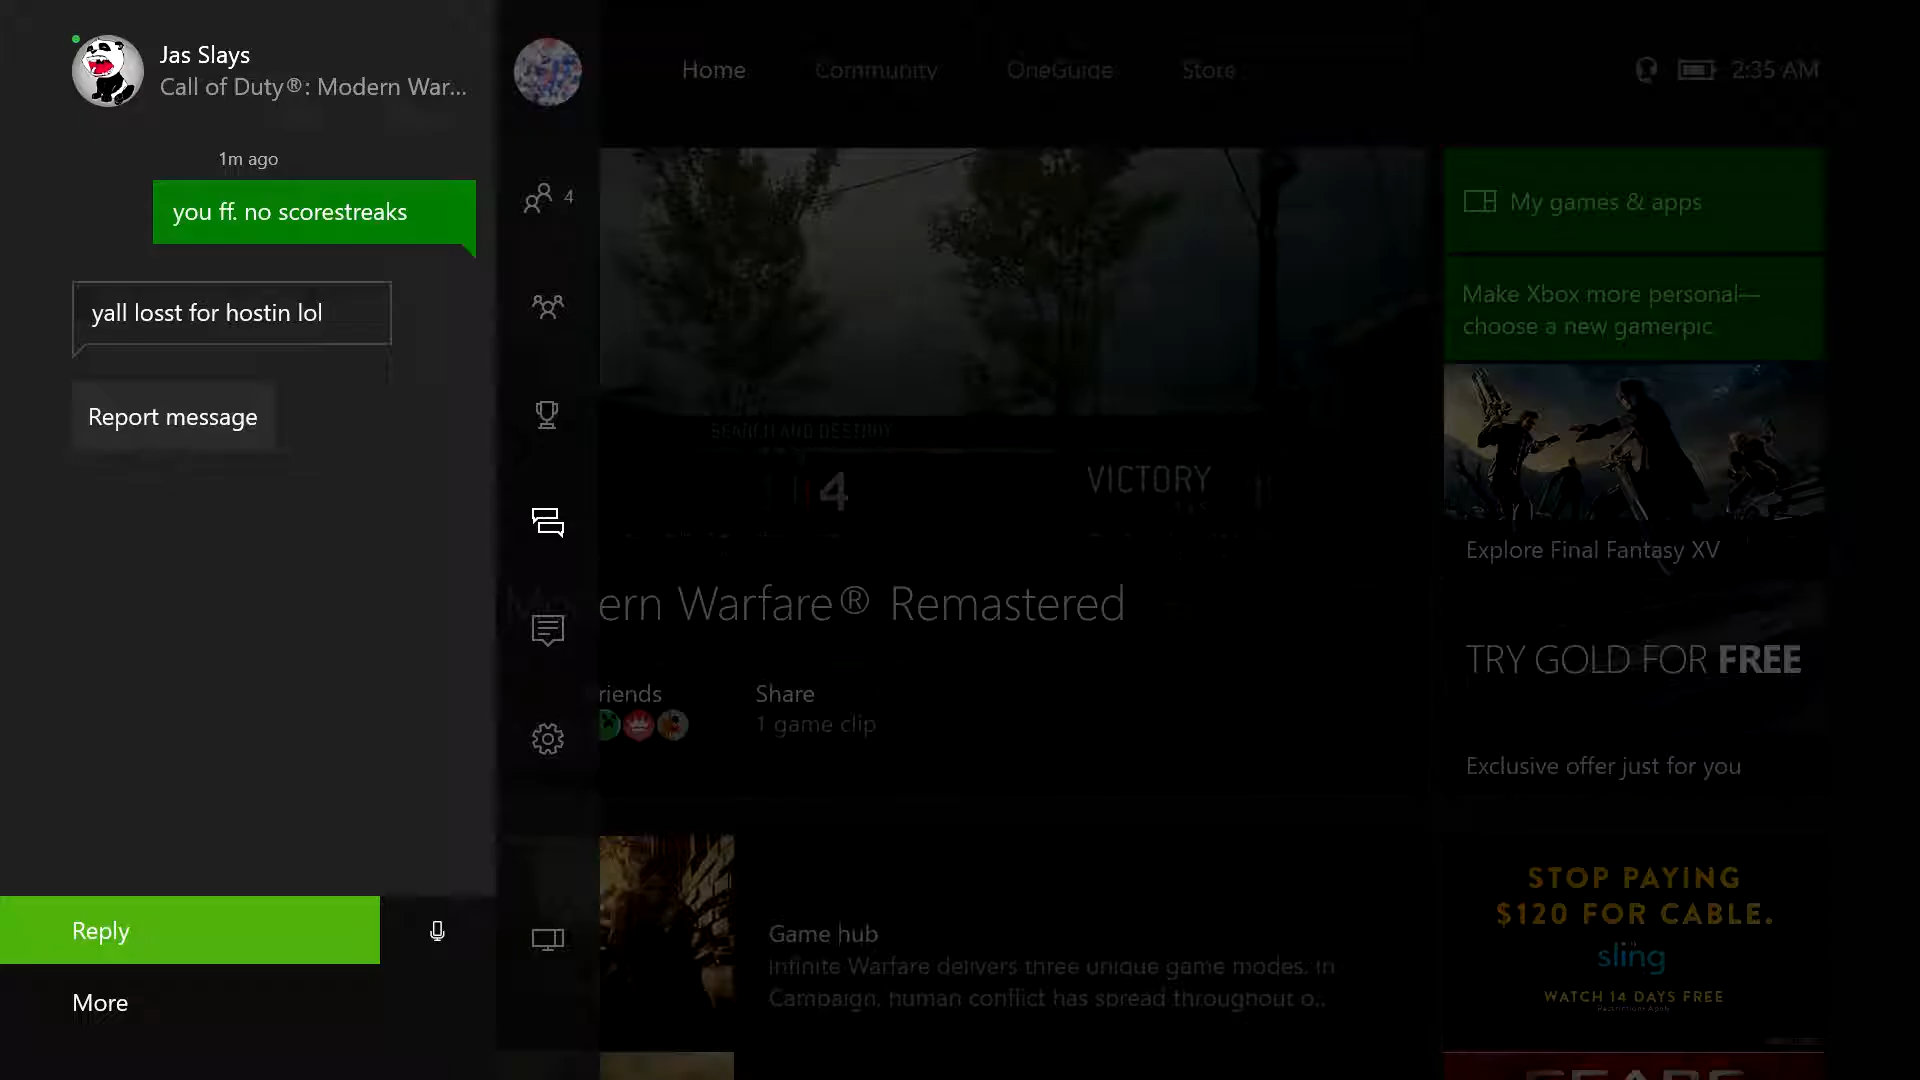 Jas Slays
Call of Duty®: Modern War...
1m ago
you ff. no scorestreaks
yall losst for hostin lol
Report message
Reply
More
4
Home
Community
OneGuide
Store
2:35 AM
SEARCH AND DESTROY
4
VICTORY
Modern Warfare® Remastered
riends
Share
1 game clip
Game hub
Infinite Warfare delivers three unique game modes. In
Campaign, human conflict has spread throughout o..
My games & apps
Make Xbox more personal—
choose a new gamerpic
Explore Final Fantasy XV
TRY GOLD FOR FREE
Exclusive offer just for you
STOP PAYING
$120 FOR CABLE.
sling
WATCH 14 DAYS FREE
Restrictions Apply